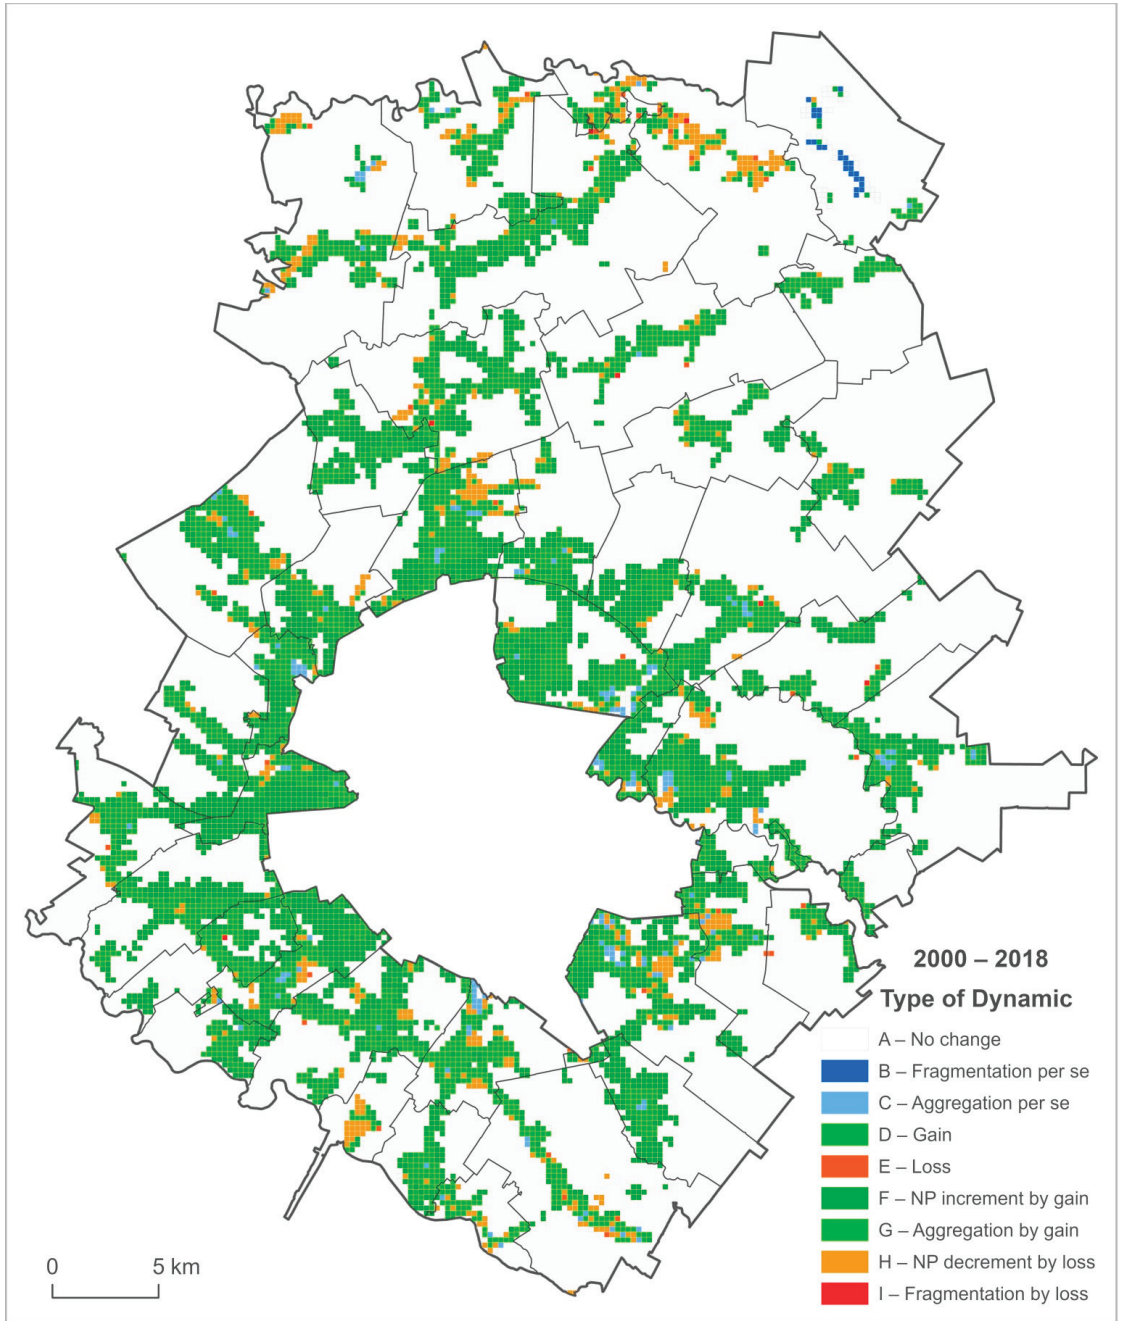 2000 – 2018
Type of Dynamic
A – No change
B – Fragmentation per se
C – Aggregation per se
D – Gain
E – Loss
F – NP increment by gain
G – Aggregation by gain
H – NP decrement by loss
I – Fragmentation by loss
0 5 km